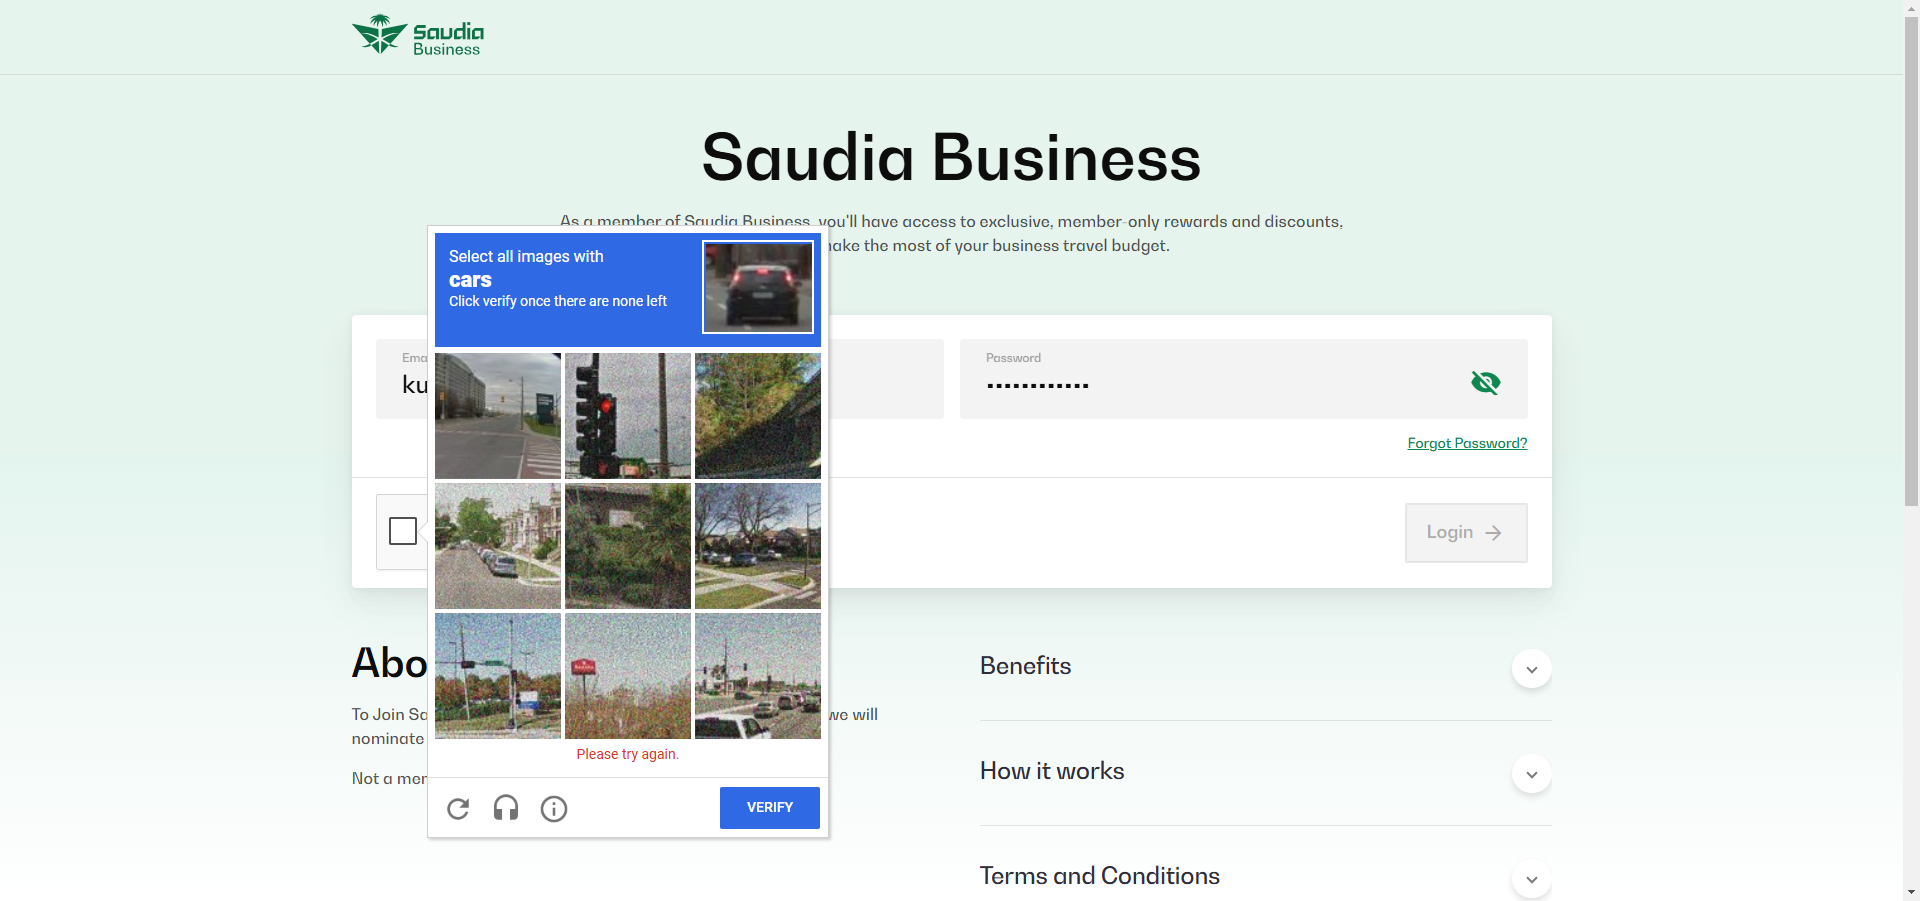 Saudia
Business
Saudia Business
As a member of Saudia Business, you'll have access to exclusive, member-only rewards and discounts,
make the most of your business travel budget.
Select all images with
cars
Click verify once there are none left
Ema
ku
Password
••••••••••••
Forgot Password?
Login
Please try again.
VERIFY
Abo
To Join Sa
we will
nominate
Not a mem
Benefits
How it works
Terms and Conditions